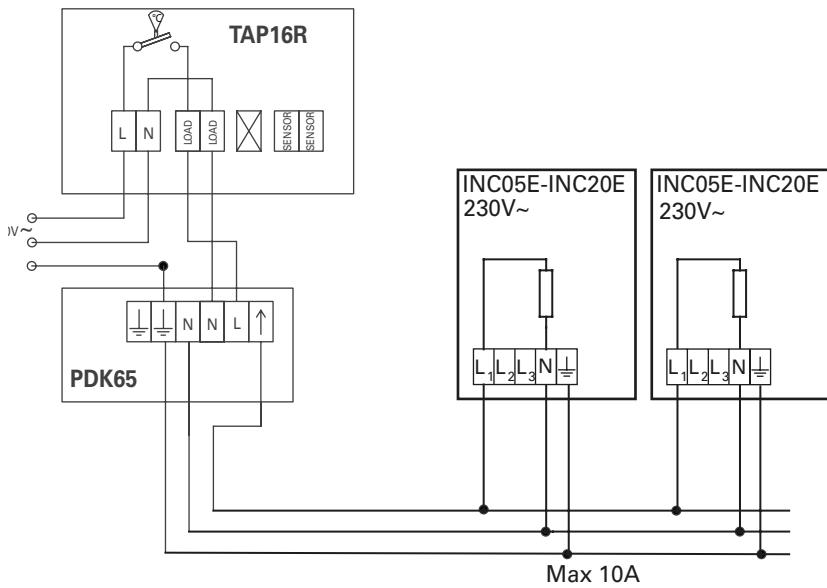 °C
TAP16R
L N LOAD LOAD SENSOR SENSOR
INC05E-INC20E
230V~
INC05E-INC20E
230V~
V~
N N L
PDK65
L1 L2 L3 N
L1 L2 L3 N
Max 10A